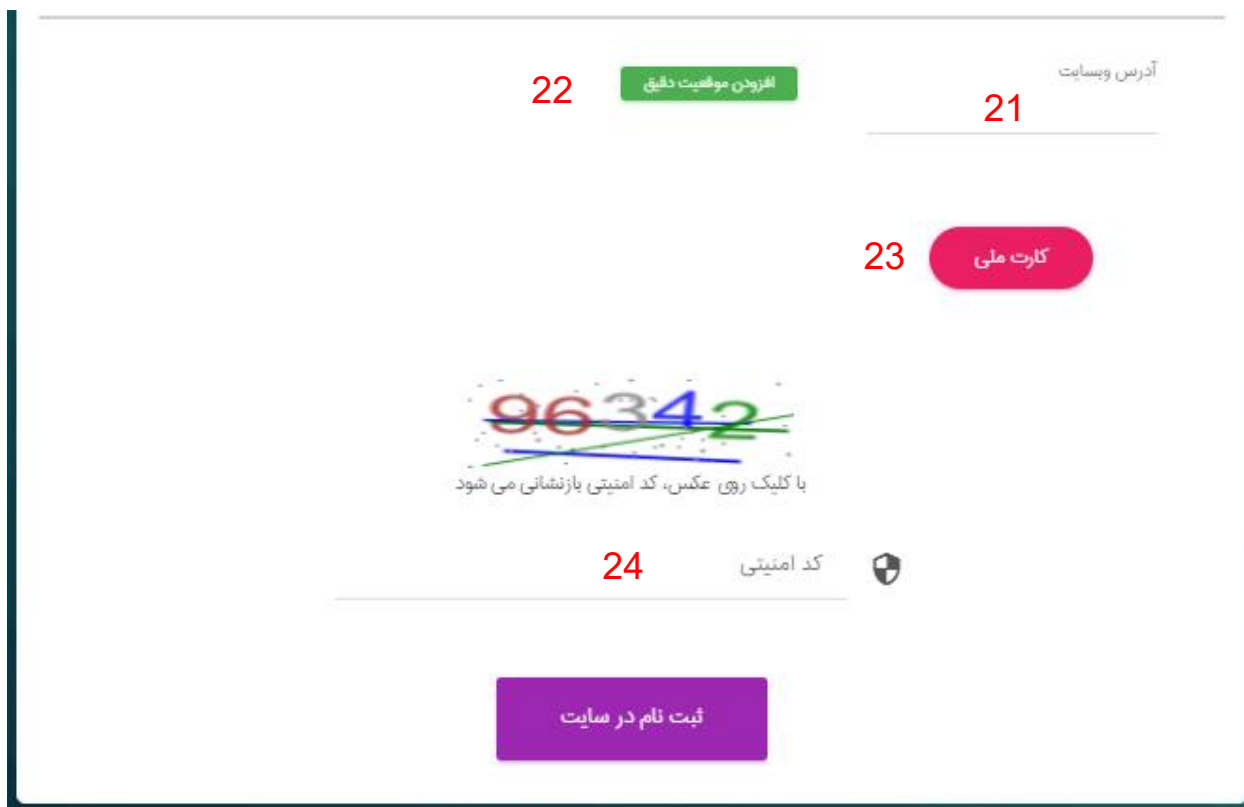 آدرس وبسایت
21
افزودن موقعیت دقیق
22
کارت ملی
23
96342
با کلیک روی عکس، کد امنیتی بازنشانی می شود
کد امنیتی
24
ثبت نام در سایت